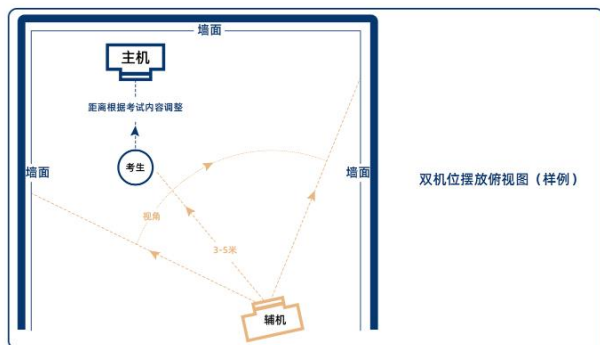 墙面
主机
距离根据考试内容调整
考生
墙面
墙面
双机位摆放俯视图（样例）
视角
3-5米
辅机